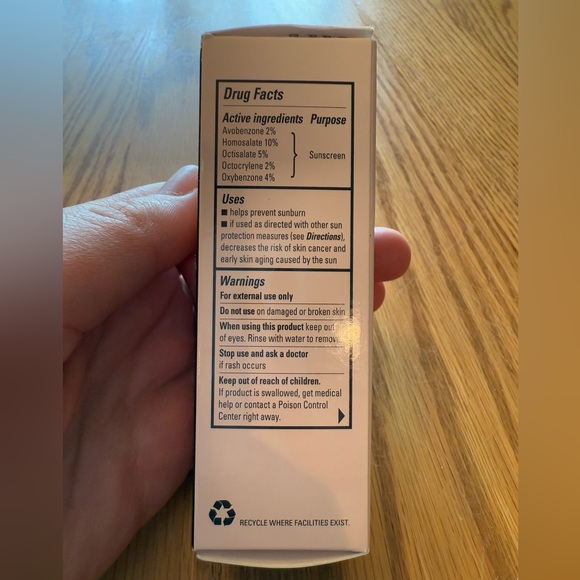 Drug Facts
Active ingredients Purpose
Avobenzone 2%
Homosalate 10%
Octisalate 5%
Octocrylene 2%
Oxybenzone 4%
Sunscreen
Uses
■ helps prevent sunburn
■ if used as directed with other sun
protection measures (see Directions),
decreases the risk of skin cancer and
early skin aging caused by the sun
Warnings
For external use only
Do not use on damaged or broken skin
When using this product keep out
of eyes. Rinse with water to remove.
Stop use and ask a doctor
if rash occurs
Keep out of reach of children.
If product is swallowed, get medical
help or contact a Poison Control
Center right away.
RECYCLE WHERE FACILITIES EXIST.